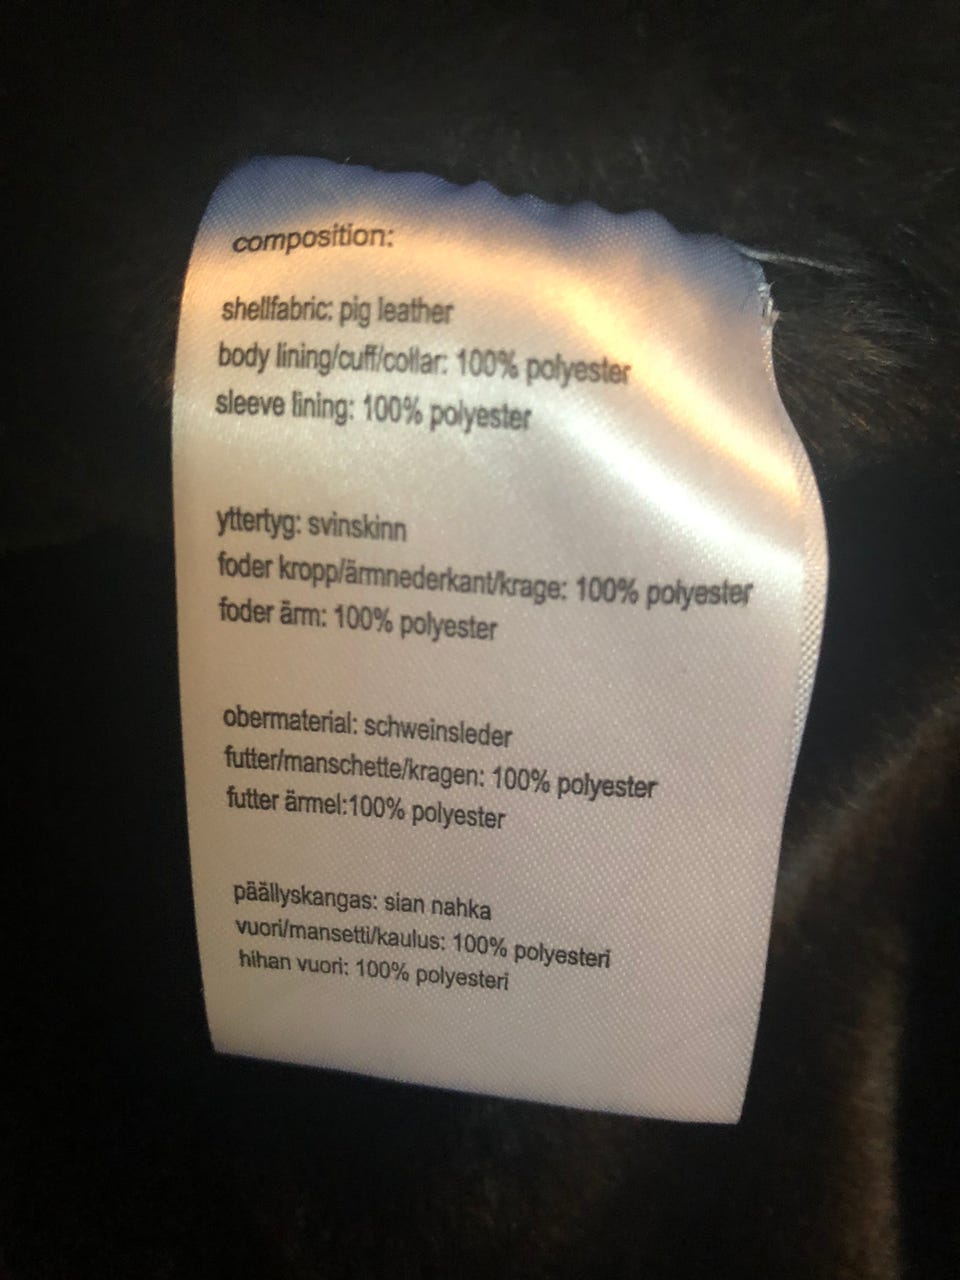 composition:
shellfabric: pig leather
body lining/cuff/collar: 100% polyester
sleeve lining: 100% polyester
yttertyg: svinskinn
foder kropp/ärmnederkant/krage: 100% polyester
foder ärm: 100% polyester
obermaterial: schweinsleder
futter/manschette/kragen: 100% polyester
futter ärmel:100% polyester
päällyskangas: sian nahka
vuori/mansetti/kaulus: 100% polyesteri
hihan vuori: 100% polyesteri